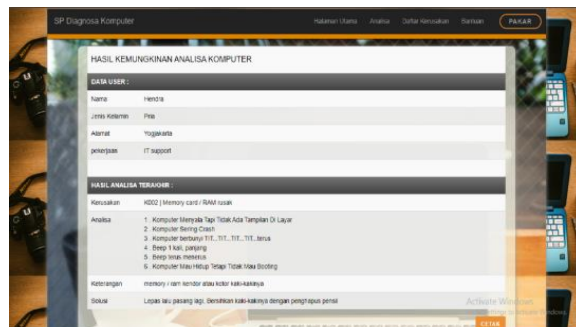 SP Diagnosa Komputer
Halaman Utama Analisa Daftar Kerusakan Bantuan PAKAR
HASIL KEMUNGKINAN ANALISA KOMPUTER
DATA USER :
Nama Hendra
Jenis Kelamin Pria
Alamat Yogjakarta
pekerjaan IT support
HASIL ANALISA TERAKHIR :
Kerusakan K002 | Memory card / RAM rusak
Analisa 1 . Komputer Menyala Tapi Tidak Ada Tampilan Di Layar
2 . Komputer Sering Crash
3 . Komputer berbunyi TIT...TIT...TIT...TIT...terus
4 . Beep 1 kali, panjang
5 . Beep terus menerus
6 . Komputer Mau Hidup Tetapi Tidak Mau Booting
Keterangan memory / ram kendor atau kotor kaki-kakinya
Solusi Lepas lalu pasang lagi, Bersihkan kaki-kakinya dengan penghapus pensil
Activate Windows
Settings to activate Windows.
CETAK